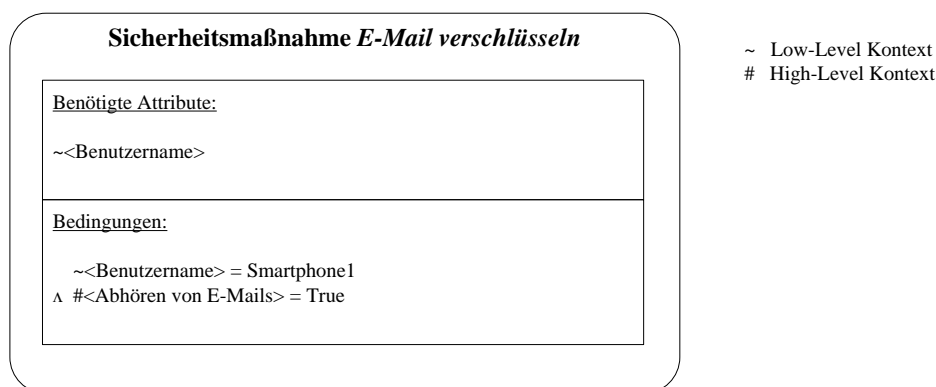 Sicherheitsmaßnahme E-Mail verschlüsseln
~ Low-Level Kontext
# High-Level Kontext
Benötigte Attribute:
~<Benutzername>
Bedingungen:
~<Benutzername> = Smartphone1
∧ #<Abhören von E-Mails> = True